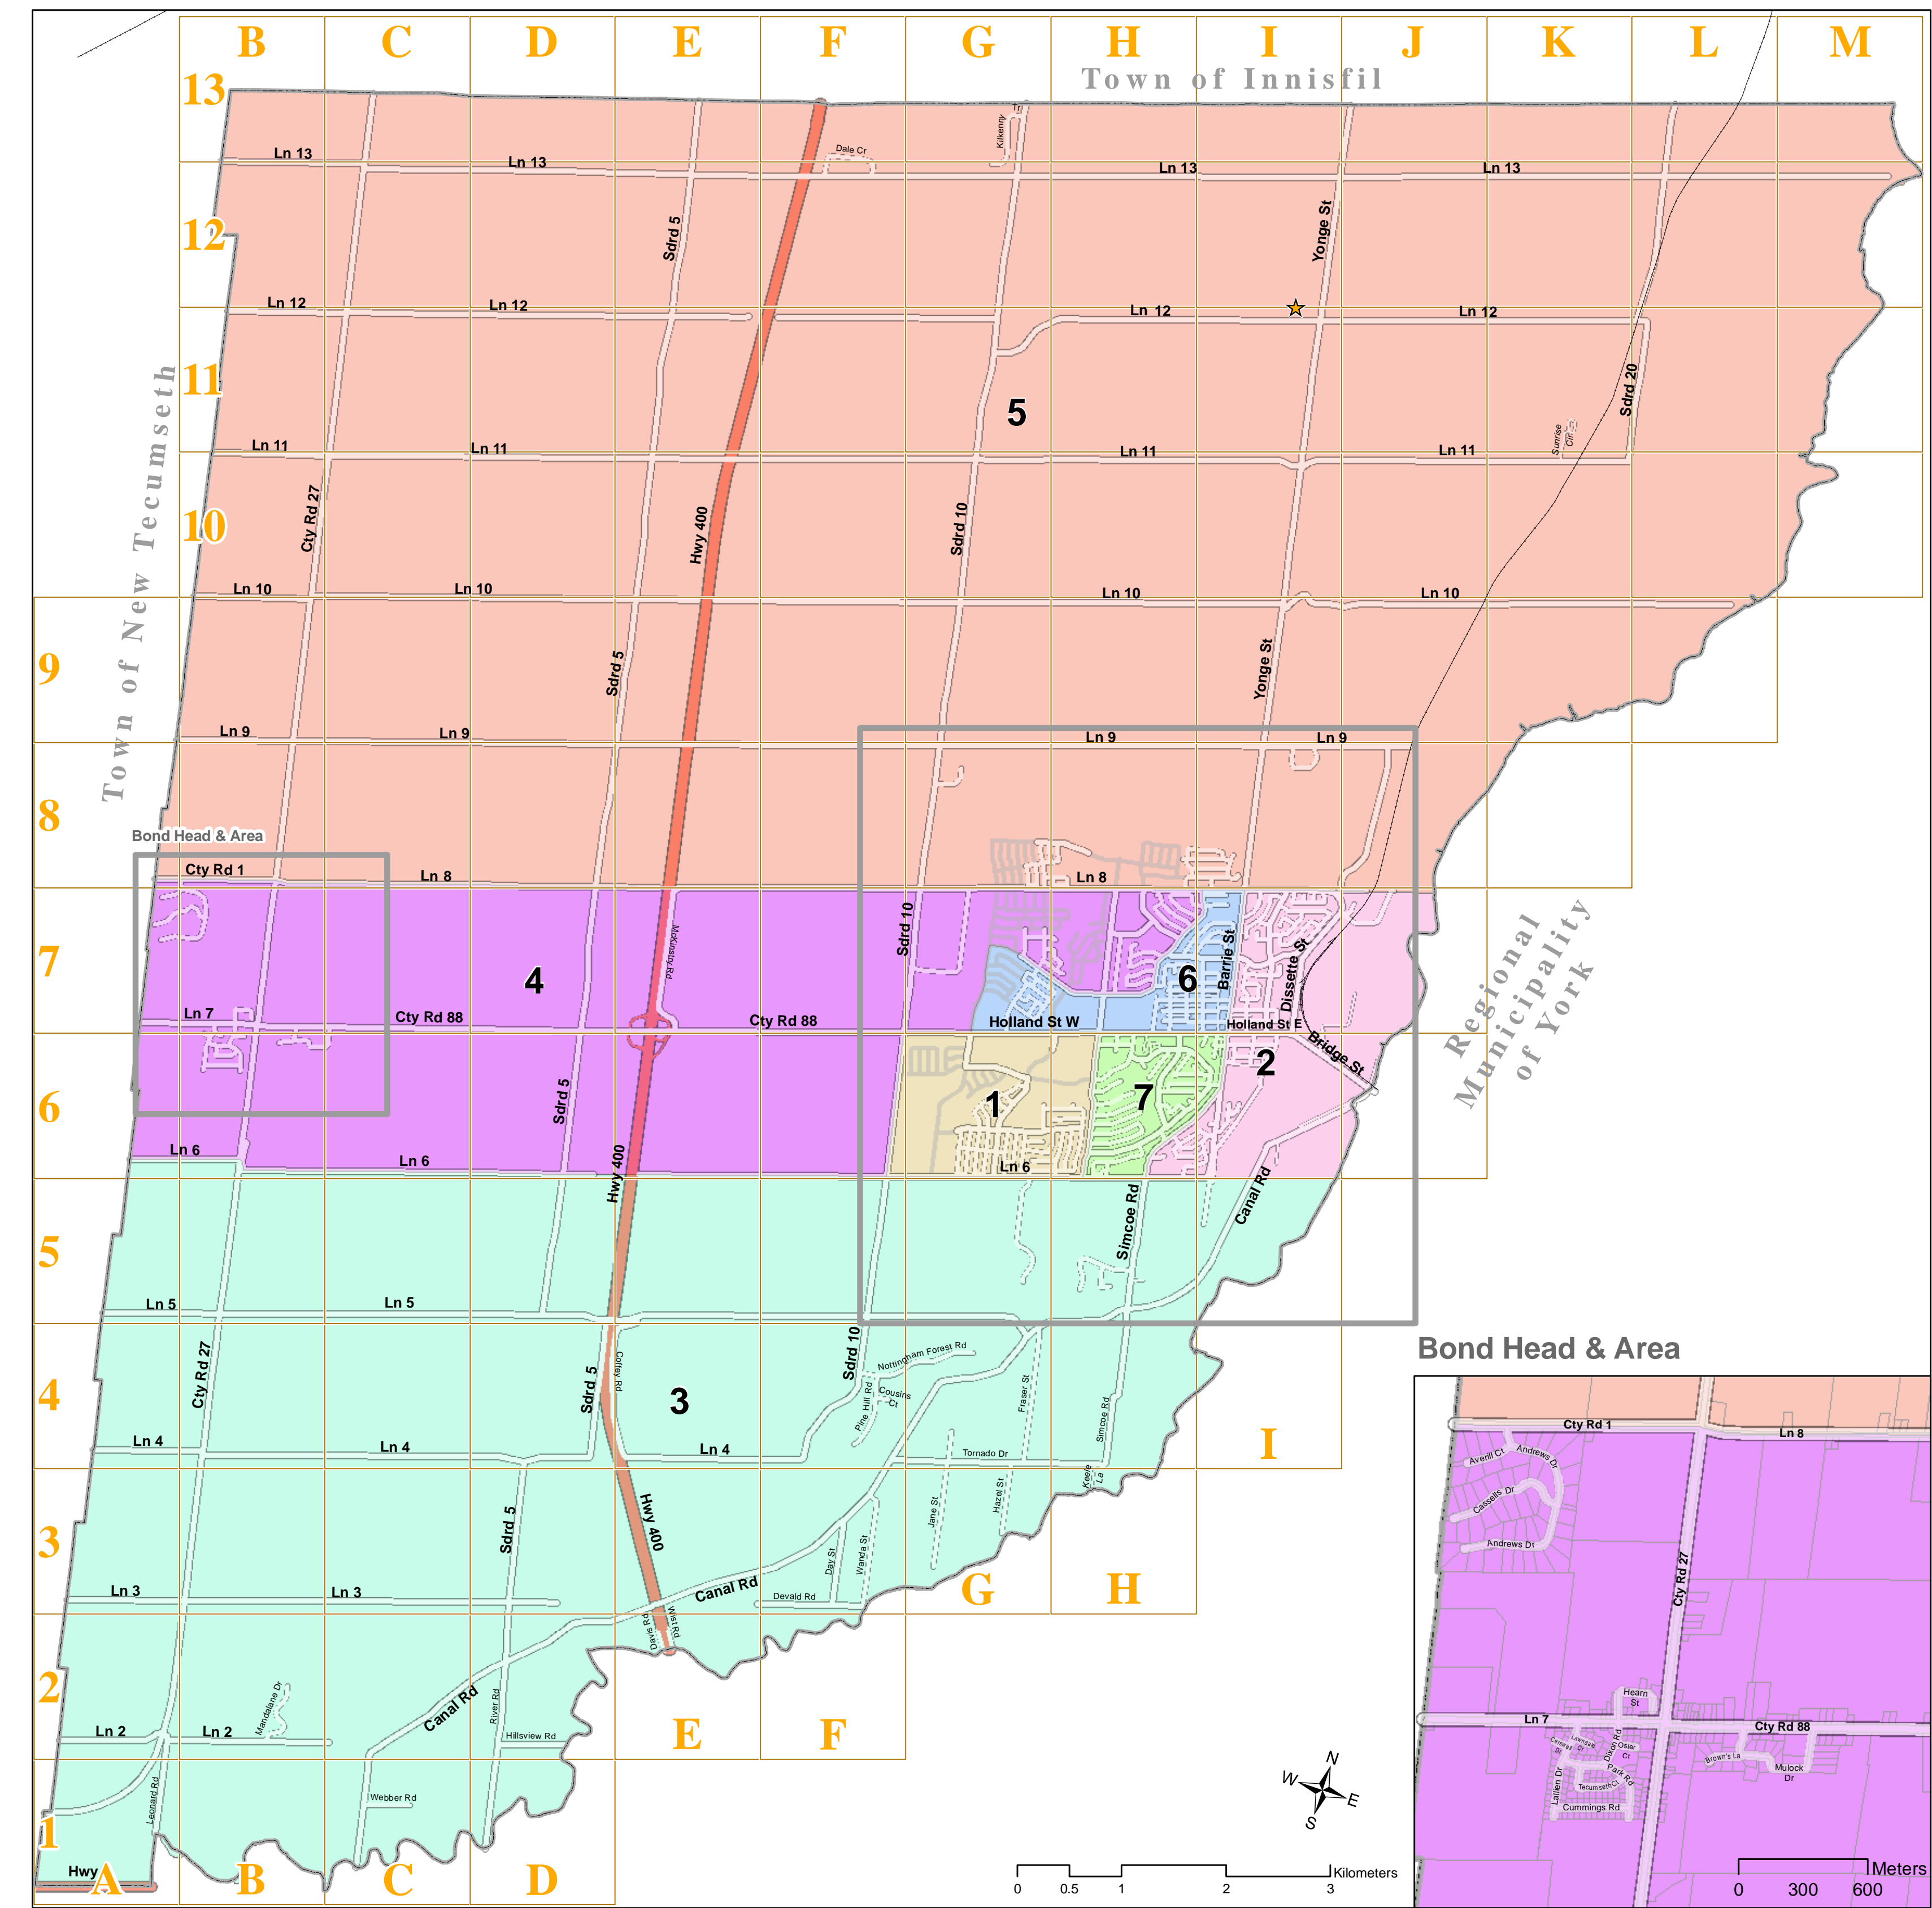 B C D E F G H I J K L M
Town of Innisfil
13
Tr
Kilkenny
Dale Cr
Ln 13
Ln 13
Ln 13
Ln 13
12
Sdrd 5
Yonge St
Ln 12
Ln 12
Ln 12
Ln 12
11
Town of New Tecumseth
5
Sdrd 20
Sunrise
Cir
Ln 11
Ln 11
Ln 11
Ln 11
10
Cty Rd 27
Hwy 400
Sdrd 10
Ln 10
Ln 10
Ln 10
Ln 10
9
Sdrd 5
Yonge St
Ln 9
Ln 9
Ln 9
Ln 9
8
Bond Head & Area
Cty Rd 1
Ln 8
Ln 8
7
4
McKinstry Rd
Sdrd 10
6
Barrie St
Dissette St
Regional
Municipality
of York
Ln 7
Cty Rd 88
Cty Rd 88
Holland St W
Holland St E
Bridge St
6
Sdrd 5
1
7
2
Ln 6
Ln 6
Ln 6
Hwy 400
5
Simcoe Rd
Canal Rd
Ln 5
Ln 5
4
Cty Rd 27
Sdrd 5
Coffey Rd
3
Sdrd 10
Nottingham Forest Rd
Pine Hill Rd
Cousins
Ct
Fraser St
Simcoe Rd
I
Ln 4
Ln 4
Ln 4
Tornado Dr
Keele
La
3
Sdrd 5
Hwy 400
Jane St
Hazel St
Day St
Wanda St
Ln 3
Ln 3
Canal Rd
Devald Rd
G H
Davis Rd
Wist Rd
2
Mandalane Dr
Canal Rd
River Rd
Ln 2
Ln 2
Hillsview Rd
E F
1
Leonard Rd
Webber Rd
Hwy
A B C D
N
W
E
S
Kilometers
0 0.5 1 2 3
Bond Head & Area
Cty Rd 1
Ln 8
Averill Ct
Andrews Dr
Cassells Dr
Andrews Dr
Cty Rd 27
Hearn
St
Ln 7
Cty Rd 88
Lawndale
Ct
Dixon Rd
Osler
Ct
Brown's La
Mulock
Dr
Lallien Dr
Park Rd
Tecumseth Ct
Cummings Rd
Meters
0 300 600